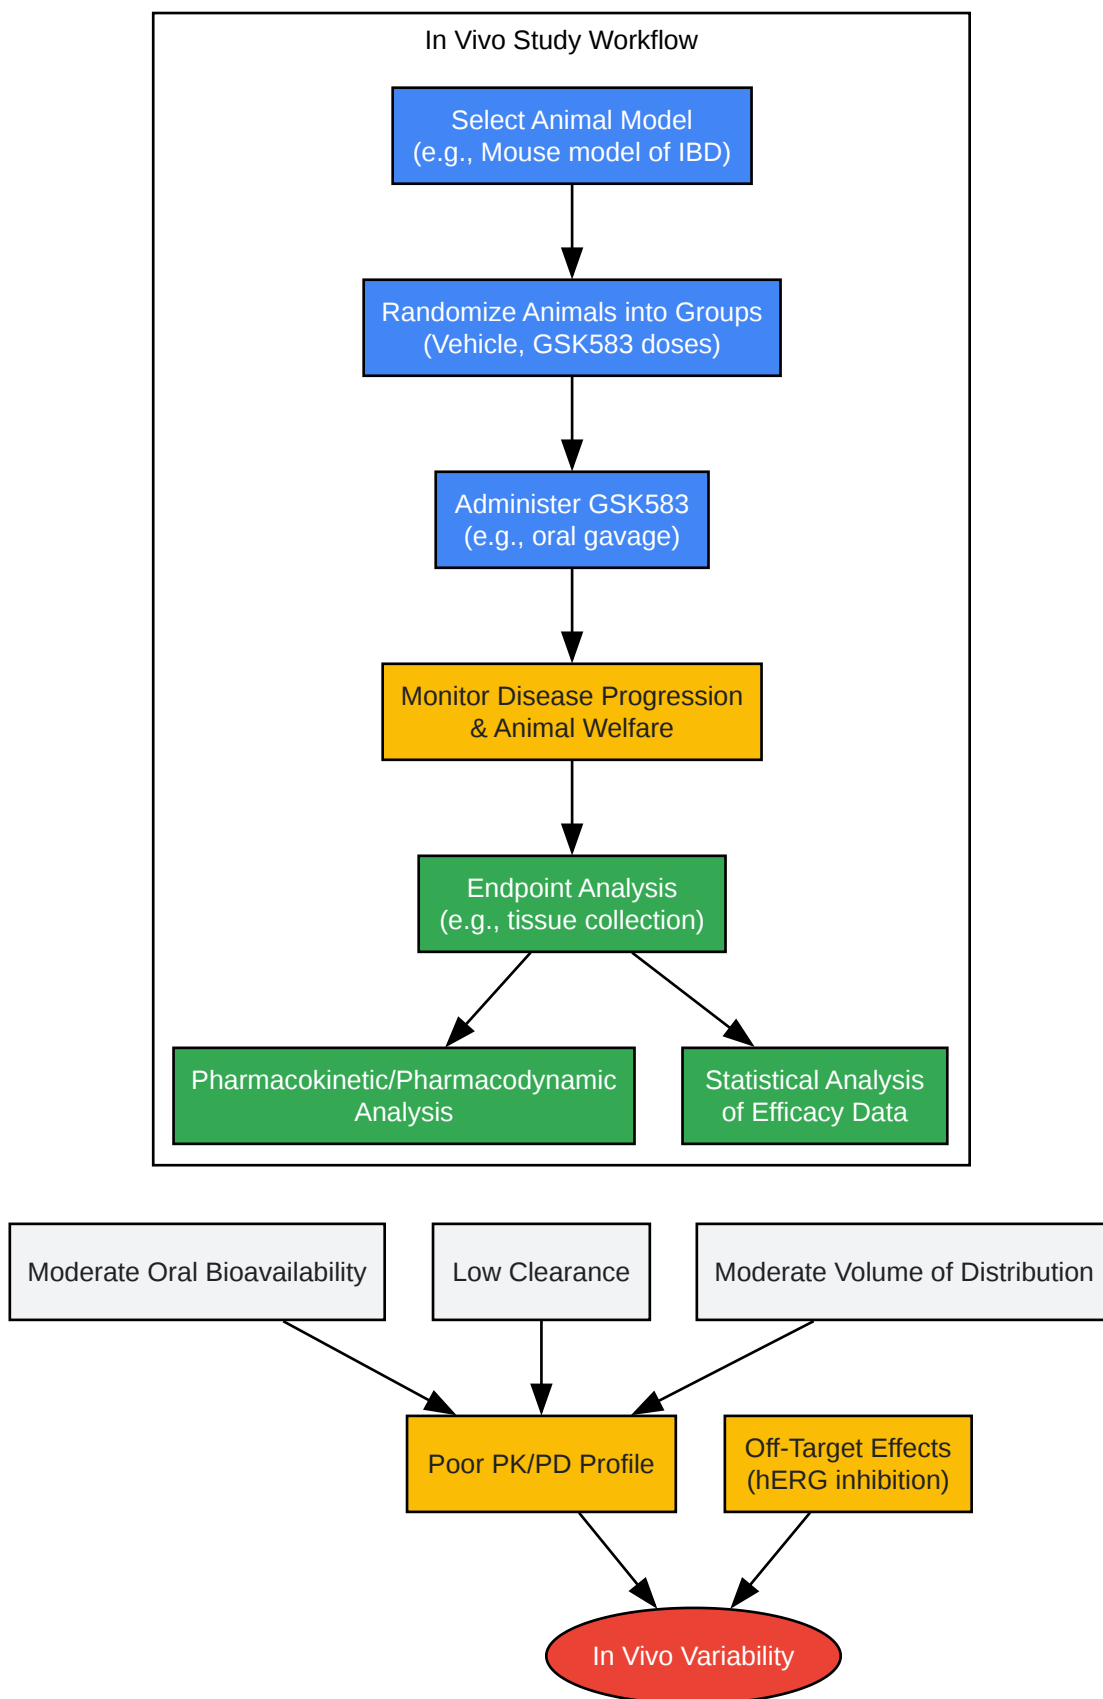 In Vivo Study Workflow
Select Animal Model
(e.g., Mouse model of IBD)
Randomize Animals into Groups
(Vehicle, GSK583 doses)
Administer GSK583
(e.g., oral gavage)
Monitor Disease Progression
& Animal Welfare
Endpoint Analysis
(e.g., tissue collection)
Pharmacokinetic/Pharmacodynamic
Analysis
Statistical Analysis
of Efficacy Data
Moderate Oral Bioavailability
Low Clearance
Moderate Volume of Distribution
Poor PK/PD Profile
Off-Target Effects
(hERG inhibition)
In Vivo Variability